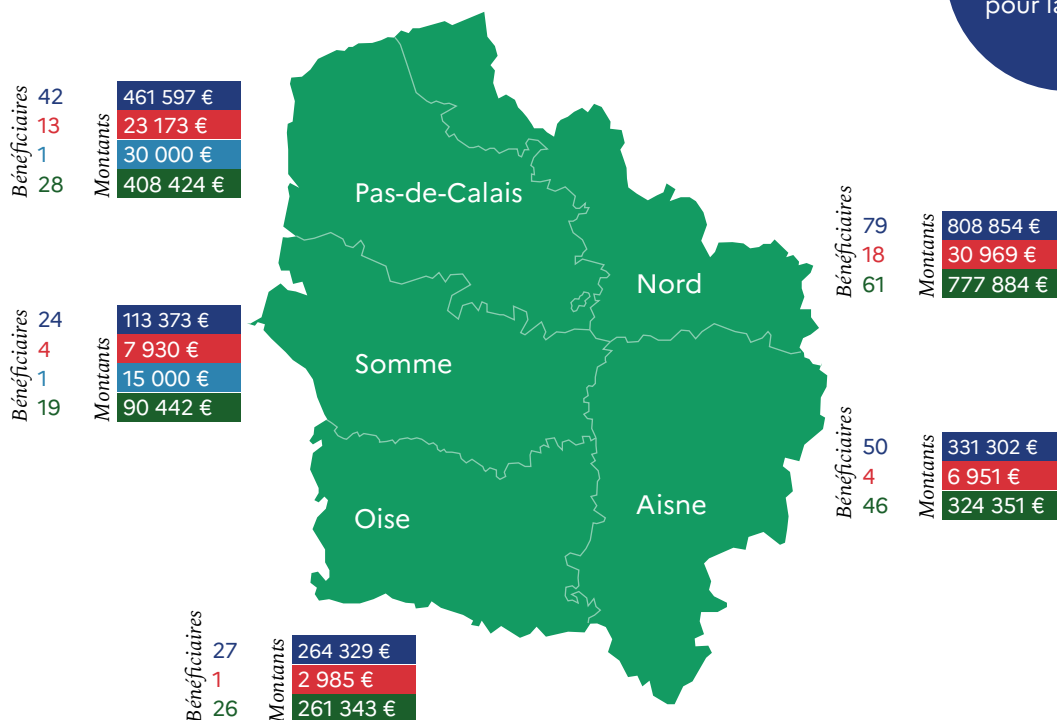 pour la
Bénéficiaires
42
13
1
28
Montants
461 597 €
23 173 €
30 000 €
408 424 €
Pas-de-Calais
Bénéficiaires
79
18
61
Montants
808 854 €
30 969 €
777 884 €
Nord
Bénéficiaires
24
4
1
19
Montants
113 373 €
7 930 €
15 000 €
90 442 €
Somme
Bénéficiaires
50
4
46
Montants
331 302 €
6 951 €
324 351 €
Aisne
Oise
Bénéficiaires
27
1
26
Montants
264 329 €
2 985 €
261 343 €